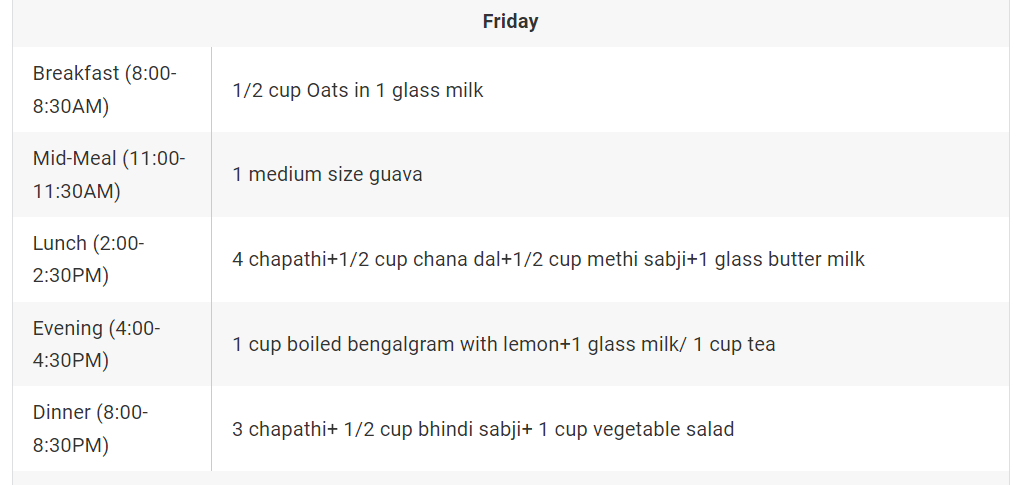 Friday
Breakfast (8:00-
8:30AM)
1/2 cup Oats in 1 glass milk
Mid-Meal (11:00-
11:30AM)
1 medium size guava
Lunch (2:00-
2:30PM)
4 chapathi+1/2 cup chana dal+1/2 cup methi sabji+1 glass butter milk
Evening (4:00-
4:30PM)
1 cup boiled bengalgram with lemon+1 glass milk/ 1 cup tea
Dinner (8:00-
8:30PM)
3 chapathi+ 1/2 cup bhindi sabji+ 1 cup vegetable salad